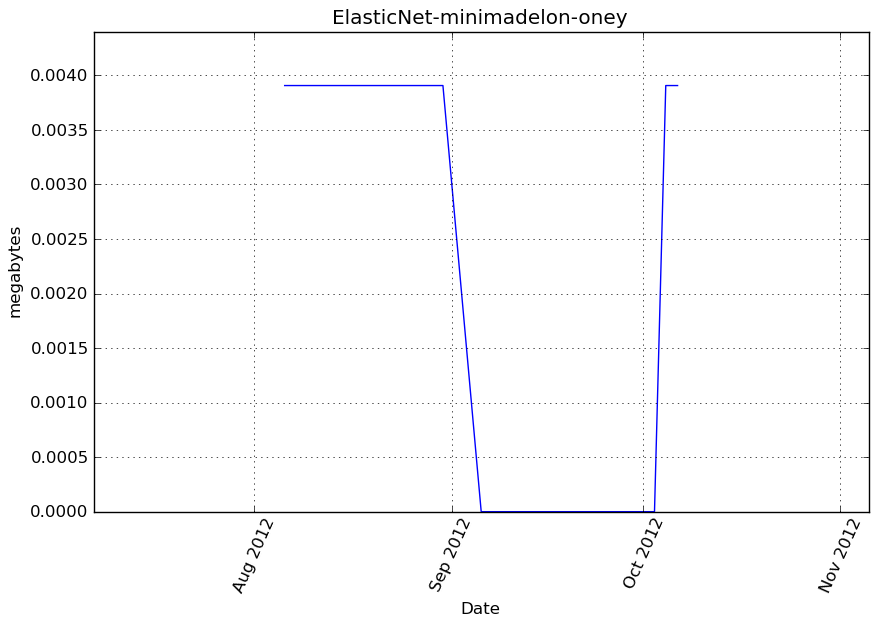 ElasticNet-minimadelon-oney
0.0040
0.0035
0.0030
0.0025
0.0020
0.0015
0.0010
0.0005
0.0000
megabytes
Aug 2012
Sep 2012
Oct 2012
Nov 2012
Date